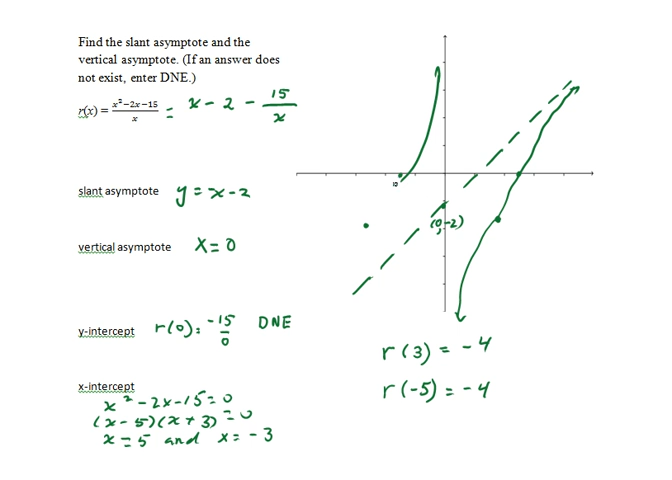 Find the slant asymptote and the
vertical asymptote. (If an answer does
not exist, enter DNE.)
r(x) = x²−2x−15/x = x - 2 - 15/x
slant asymptote y = x-2
(0,-2)
vertical asymptote x = 0
y-intercept r(0): -15/0 DNE
r(3) = -4
r(-5) = -4
x-intercept
x² -2x-15=0
(x-5)(x+3)=0
x=5 and x=-3